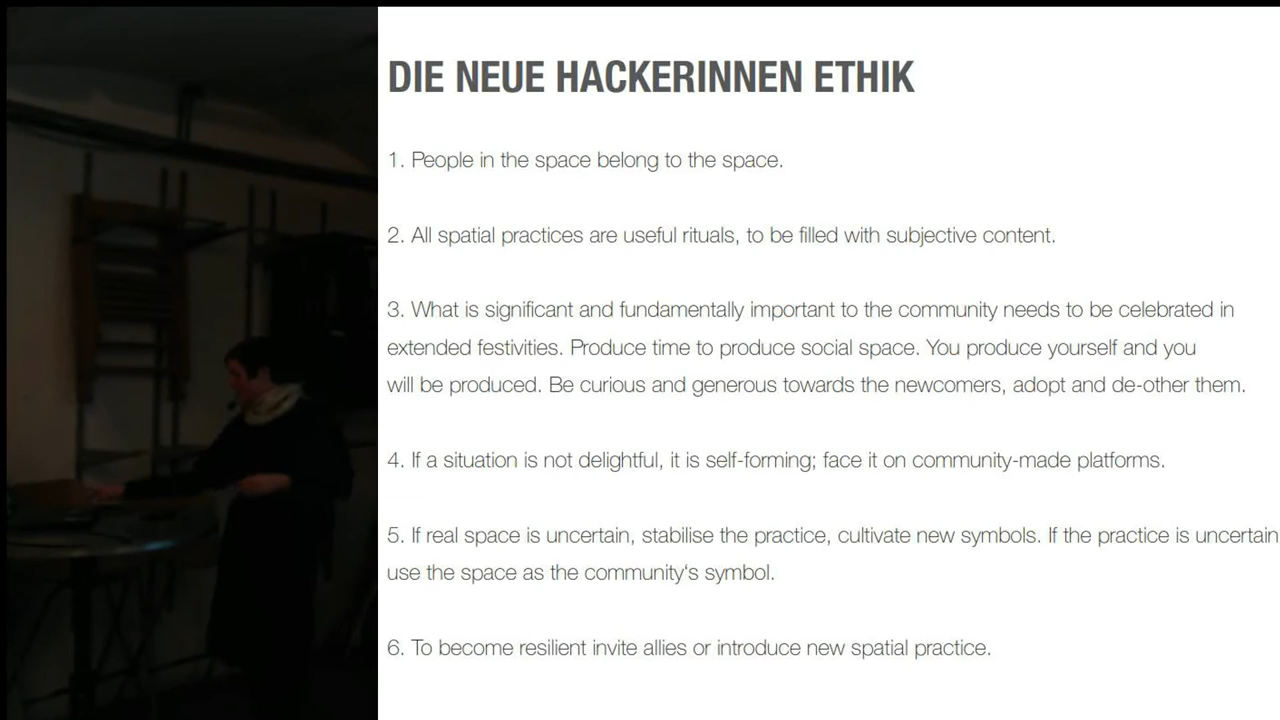 DIE NEUE HACKERINNEN ETHIK
1. People in the space belong to the space.
2. All spatial practices are useful rituals, to be filled with subjective content.
3. What is significant and fundamentally important to the community needs to be celebrated in
extended festivities. Produce time to produce social space. You produce yourself and you
will be produced. Be curious and generous towards the newcomers, adopt and de-other them.
4. If a situation is not delightful, it is self-forming; face it on community-made platforms.
5. If real space is uncertain, stabilise the practice, cultivate new symbols. If the practice is uncertain
use the space as the community‘s symbol.
6. To become resilient invite allies or introduce new spatial practice.